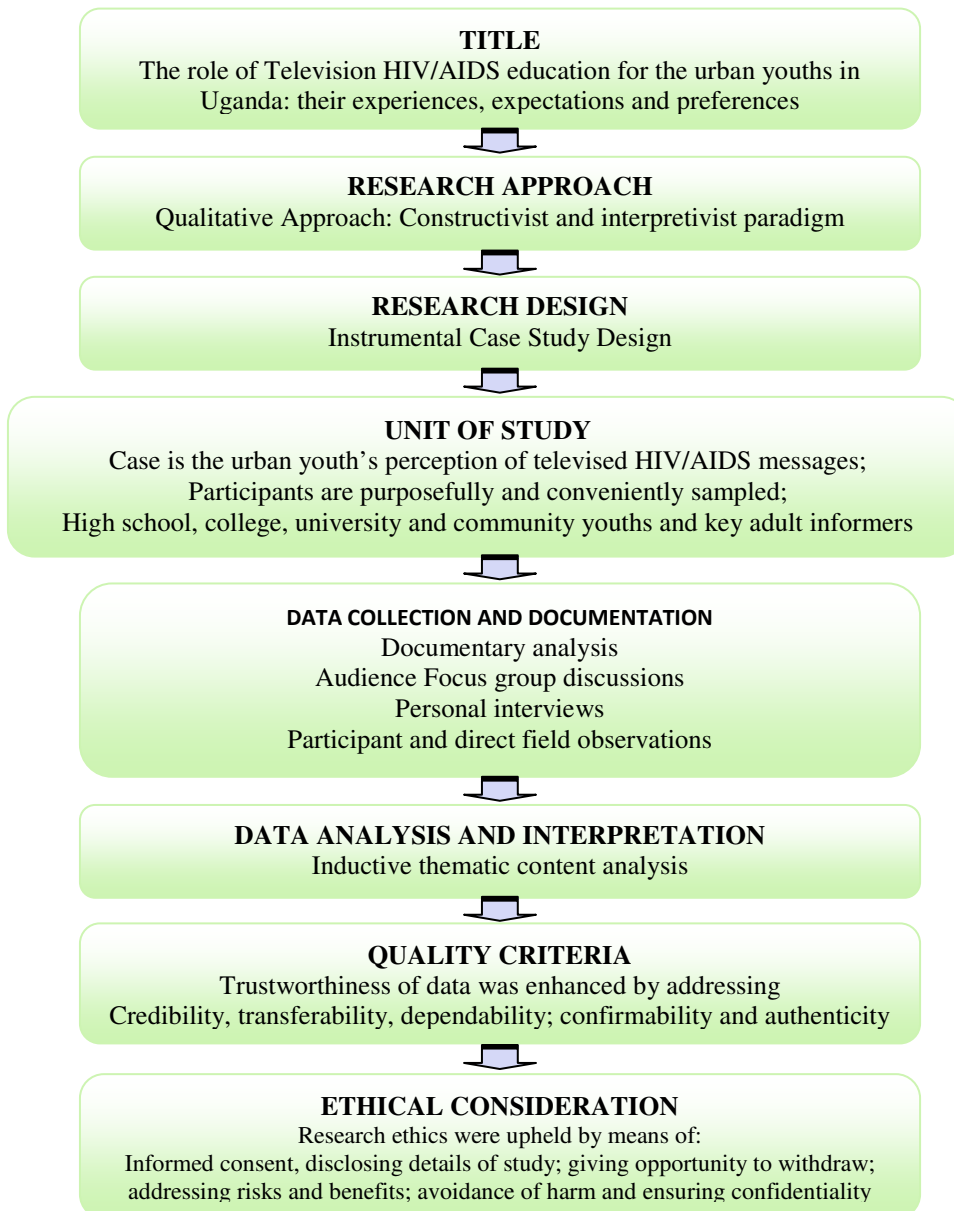 TITLE
The role of Television HIV/AIDS education for the urban youths in
Uganda: their experiences, expectations and preferences
RESEARCH APPROACH
Qualitative Approach: Constructivist and interpretivist paradigm
RESEARCH DESIGN
Instrumental Case Study Design
UNIT OF STUDY
Case is the urban youth’s perception of televised HIV/AIDS messages;
Participants are purposefully and conveniently sampled;
High school, college, university and community youths and key adult informers
DATA COLLECTION AND DOCUMENTATION
Documentary analysis
Audience Focus group discussions
Personal interviews
Participant and direct field observations
DATA ANALYSIS AND INTERPRETATION
Inductive thematic content analysis
QUALITY CRITERIA
Trustworthiness of data was enhanced by addressing
Credibility, transferability, dependability; confirmability and authenticity
ETHICAL CONSIDERATION
Research ethics were upheld by means of:
Informed consent, disclosing details of study; giving opportunity to withdraw;
addressing risks and benefits; avoidance of harm and ensuring confidentiality